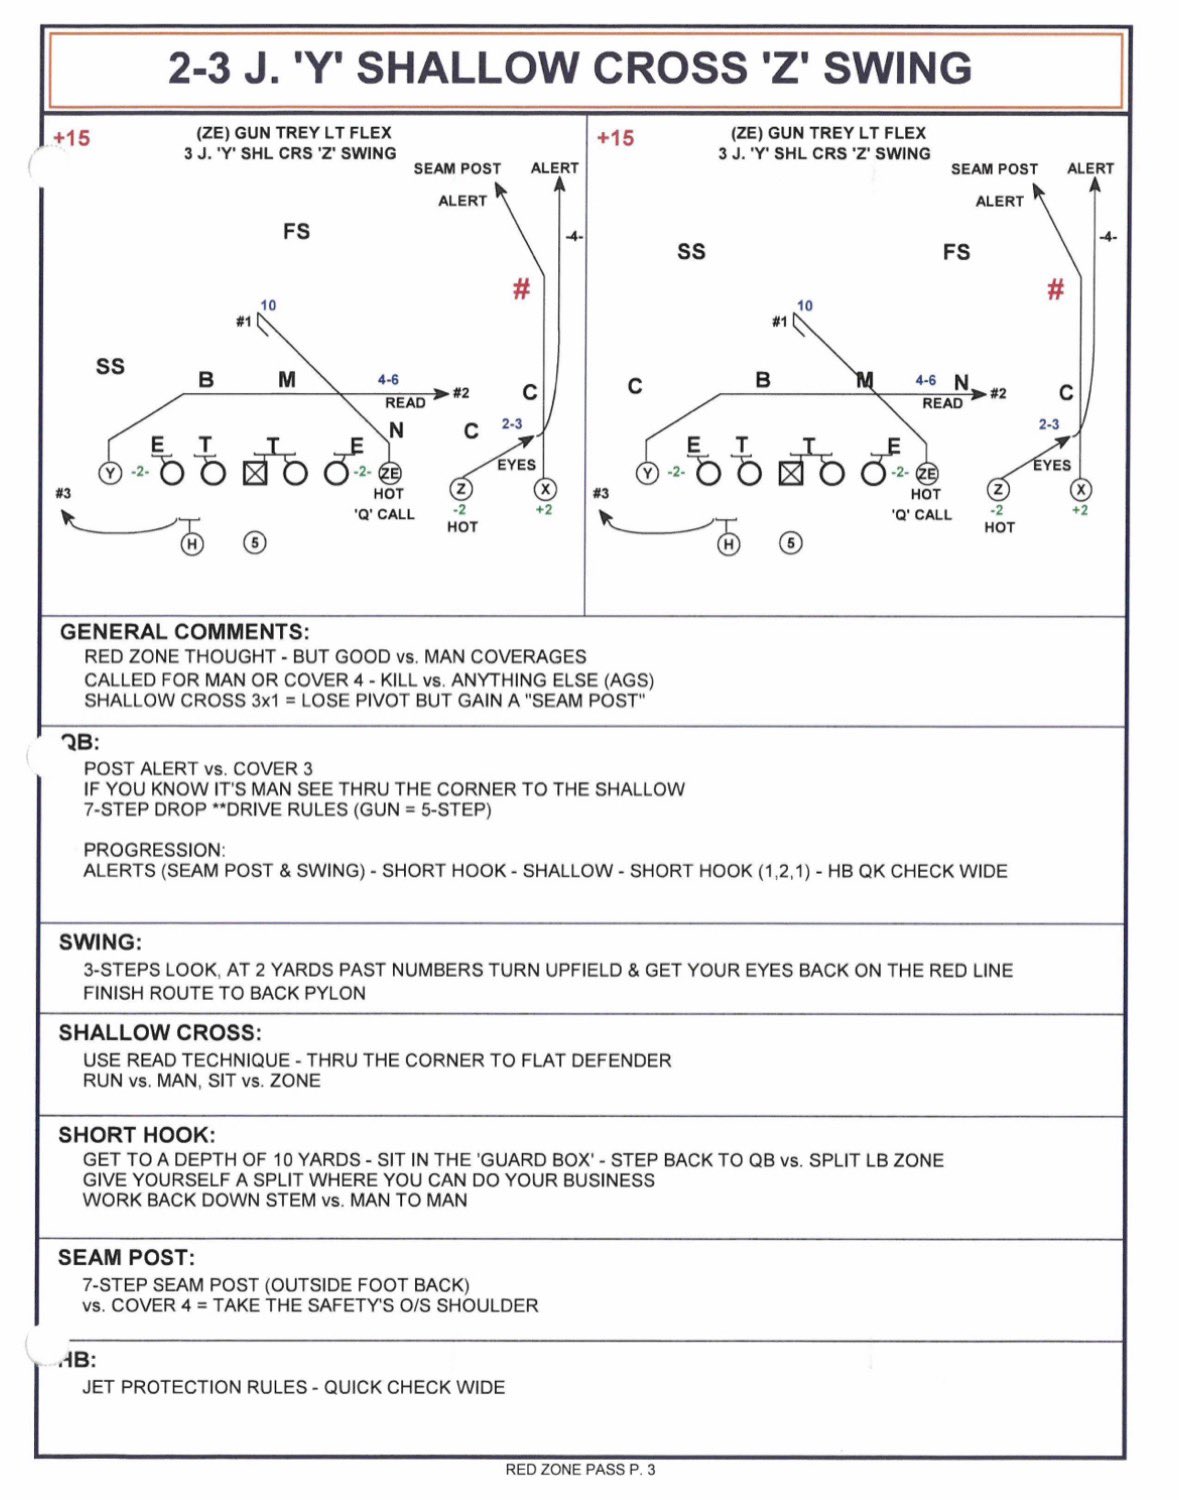 2-3 J. 'Y' SHALLOW CROSS 'Z' SWING
+15
(ZE) GUN TREY LT FLEX
3 J. 'Y' SHL CRS 'Z' SWING
SEAM POST
ALERT
ALERT
FS
-4-
#
10
#1
SS
B
M
4-6
#2
READ
C
2-3
N
C
E
T
T
E
EYES
Y
-2-
-2-
ZE
Z
X
#3
HOT
-2
+2
'Q' CALL
HOT
H
5
+15
(ZE) GUN TREY LT FLEX
3 J. 'Y' SHL CRS 'Z' SWING
SEAM POST
ALERT
ALERT
-4-
SS
FS
#
10
#1
C
B
M
4-6
N
#2
READ
C
2-3
E
T
T
E
EYES
Y
-2-
-2-
ZE
Z
X
#3
HOT
-2
+2
'Q' CALL
HOT
H
5
GENERAL COMMENTS:
RED ZONE THOUGHT - BUT GOOD vs. MAN COVERAGES
CALLED FOR MAN OR COVER 4 - KILL vs. ANYTHING ELSE (AGS)
SHALLOW CROSS 3x1 = LOSE PIVOT BUT GAIN A "SEAM POST"
QB:
POST ALERT vs. COVER 3
IF YOU KNOW IT'S MAN SEE THRU THE CORNER TO THE SHALLOW
7-STEP DROP **DRIVE RULES (GUN = 5-STEP)
PROGRESSION:
ALERTS (SEAM POST & SWING) - SHORT HOOK - SHALLOW - SHORT HOOK (1,2,1) - HB QK CHECK WIDE
SWING:
3-STEPS LOOK, AT 2 YARDS PAST NUMBERS TURN UPFIELD & GET YOUR EYES BACK ON THE RED LINE
FINISH ROUTE TO BACK PYLON
SHALLOW CROSS:
USE READ TECHNIQUE - THRU THE CORNER TO FLAT DEFENDER
RUN vs. MAN, SIT vs. ZONE
SHORT HOOK:
GET TO A DEPTH OF 10 YARDS - SIT IN THE 'GUARD BOX' - STEP BACK TO QB vs. SPLIT LB ZONE
GIVE YOURSELF A SPLIT WHERE YOU CAN DO YOUR BUSINESS
WORK BACK DOWN STEM vs. MAN TO MAN
SEAM POST:
7-STEP SEAM POST (OUTSIDE FOOT BACK)
vs. COVER 4 = TAKE THE SAFETY'S O/S SHOULDER
HB:
JET PROTECTION RULES - QUICK CHECK WIDE
RED ZONE PASS P. 3